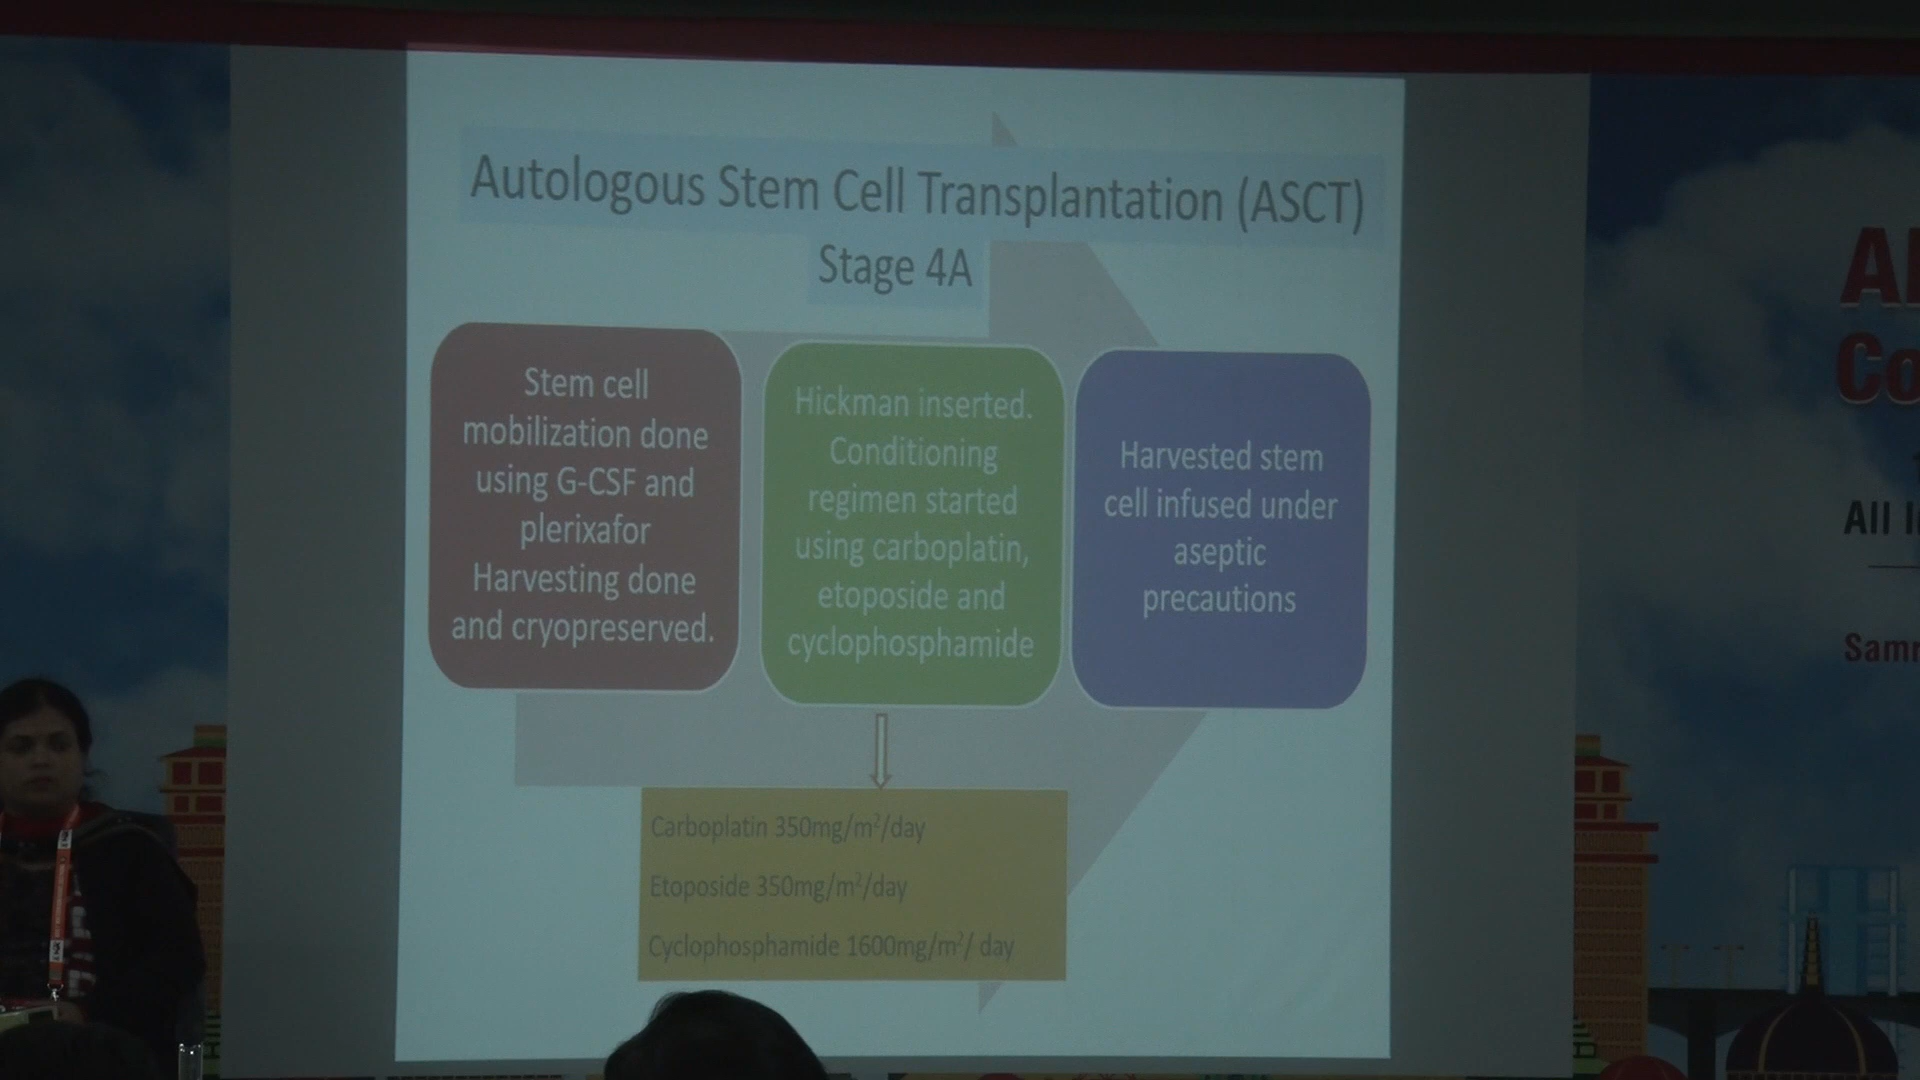 Autologous Stem Cell Transplantation (ASCT)
Stage 4A
Stem cell
mobilization done
using G-CSF and
plerixafor
Harvesting done
and cryopreserved.
Hickman inserted.
Conditioning
regimen started
using carboplatin,
etoposide and
cyclophosphamide
Harvested stem
cell infused under
aseptic
precautions
Carboplatin 350mg/m²/day
Etoposide 350mg/m²/day
Cyclophosphamide 1600mg/m²/ day
Co
All I
Sam